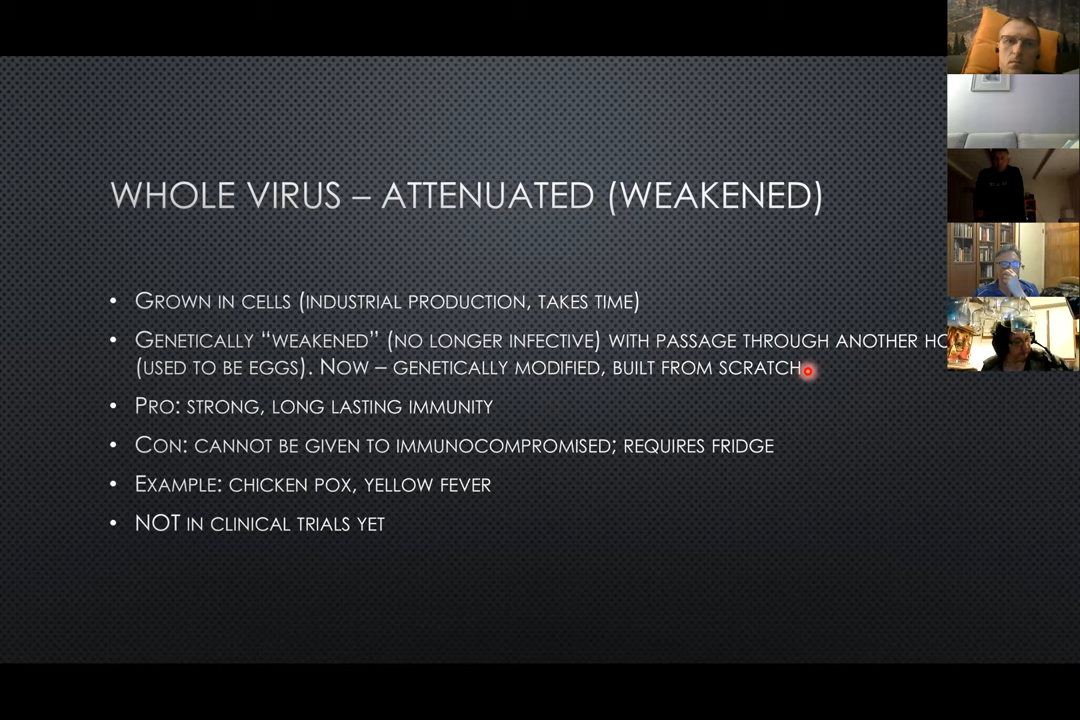 WHOLE VIRUS – ATTENUATED (WEAKENED)
• GROWN IN CELLS (INDUSTRIAL PRODUCTION, TAKES TIME)
• GENETICALLY “WEAKENED” (NO LONGER INFECTIVE) WITH PASSAGE THROUGH ANOTHER
(USED TO BE EGGS). NOW – GENETICALLY MODIFIED, BUILT FROM SCRATCH
• PRO: STRONG, LONG LASTING IMMUNITY
• CON: CANNOT BE GIVEN TO IMMUNOCOMPROMISED; REQUIRES FRIDGE
• EXAMPLE: CHICKEN POX, YELLOW FEVER
• NOT IN CLINICAL TRIALS YET